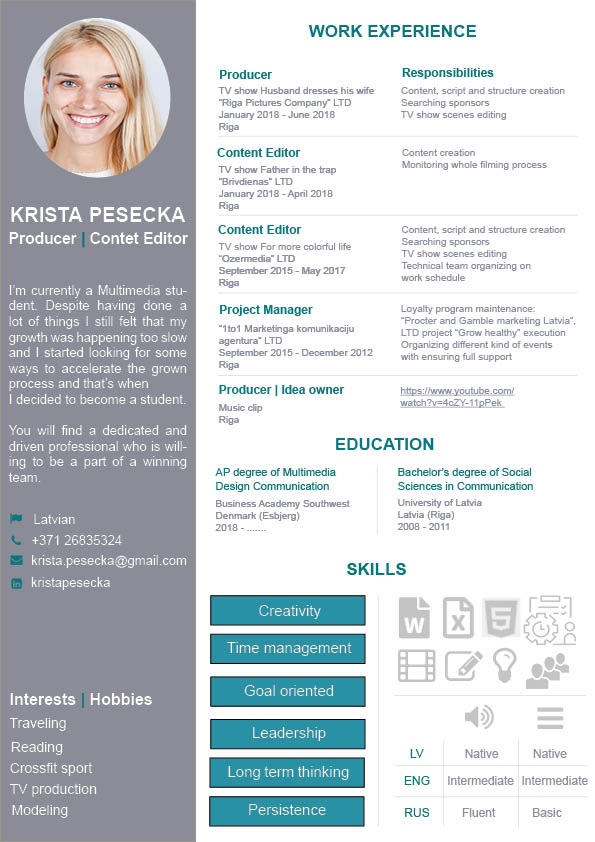 KRISTA PESECKA
Producer | Contet Editor
I'm currently a Multimedia stu-
dent. Despite having done a
lot of things I still felt that my
growth was happening too slow
and I started looking for some
ways to accelerate the grown
process and that's when
I decided to become a student.
You will find a dedicated and
driven professional who is will-
ing to be a part of a winning
team.
Latvian
+371 26835324
krista.pesecka@gmail.com
in kristapesecka
Interests | Hobbies
Traveling
Reading
Crossfit sport
TV production
Modeling
WORK EXPERIENCE
Producer
TV show Husband dresses his wife
"Riga Pictures Company" LTD
January 2018 - June 2018
Riga
Responsibilities
Content, script and structure creation
Searching sponsors
TV show scenes editing
Content Editor
TV show Father in the trap
"Brivdienas" LTD
January 2018 - April 2018
Riga
Content creation
Monitoring whole filming process
Content Editor
TV show For more colorful life
"Ozermedia" LTD
September 2015 - May 2017
Riga
Content, script and structure creation
Searching sponsors
TV show scenes editing
Technical team organizing on
work schedule
Project Manager
"1to1 Marketinga komunikaciju
agentura" LTD
September 2015 - December 2012
Riga
Loyalty program maintenance:
"Procter and Gamble marketing Latvia",
LTD project "Grow healthy" execution
Organizing different kind of events
with ensuring full support
Producer | Idea owner
Music clip
Riga
https://www.youtube.com/
watch?v=4cZY-11pPek
EDUCATION
AP degree of Multimedia
Design Communication
Business Academy Southwest
Denmark (Esbjerg)
2018 - .......
Bachelor's degree of Social
Sciences in Communication
University of Latvia
Latvia (Riga)
2008 - 2011
SKILLS
Creativity
Time management
Goal oriented
Leadership
Long term thinking
Persistence
W X 5
LV Native Native
ENG Intermediate Intermediate
RUS Fluent Basic